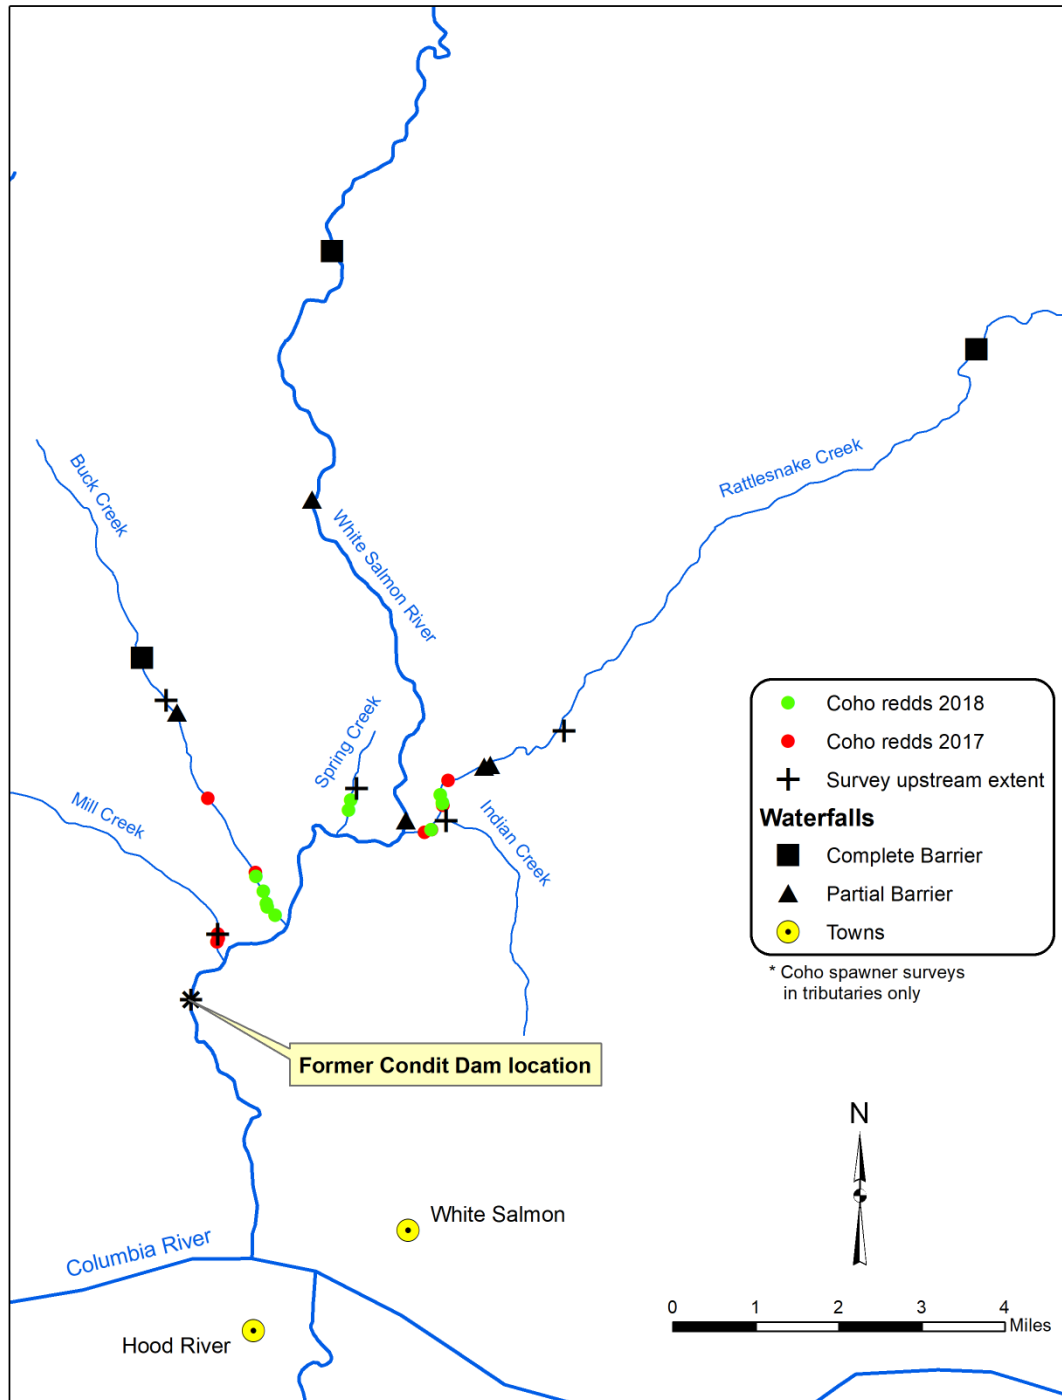 Buck Creek
Rattlesnake Creek
White Salmon River
Spring Creek
Mill Creek
Indian Creek
Coho redds 2018
Coho redds 2017
Survey upstream extent
Waterfalls
Complete Barrier
Partial Barrier
Towns
* Coho spawner surveys
in tributaries only
Former Condit Dam location
N
White Salmon
Columbia River
Hood River
0 1 2 3 4
Miles